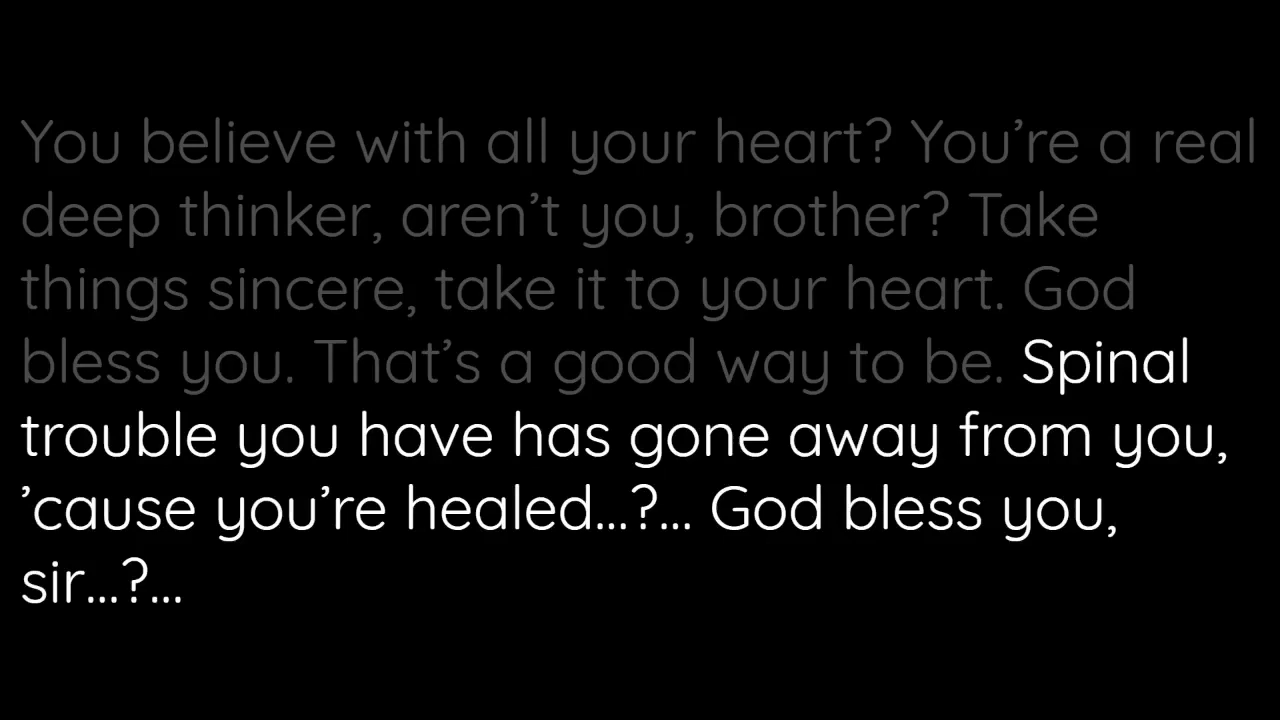 You believe with all your heart? You’re a real
deep thinker, aren’t you, brother? Take
things sincere, take it to your heart. God
bless you. That’s a good way to be. Spinal
trouble you have has gone away from you,
’cause you’re healed...?... God bless you,
sir...?...